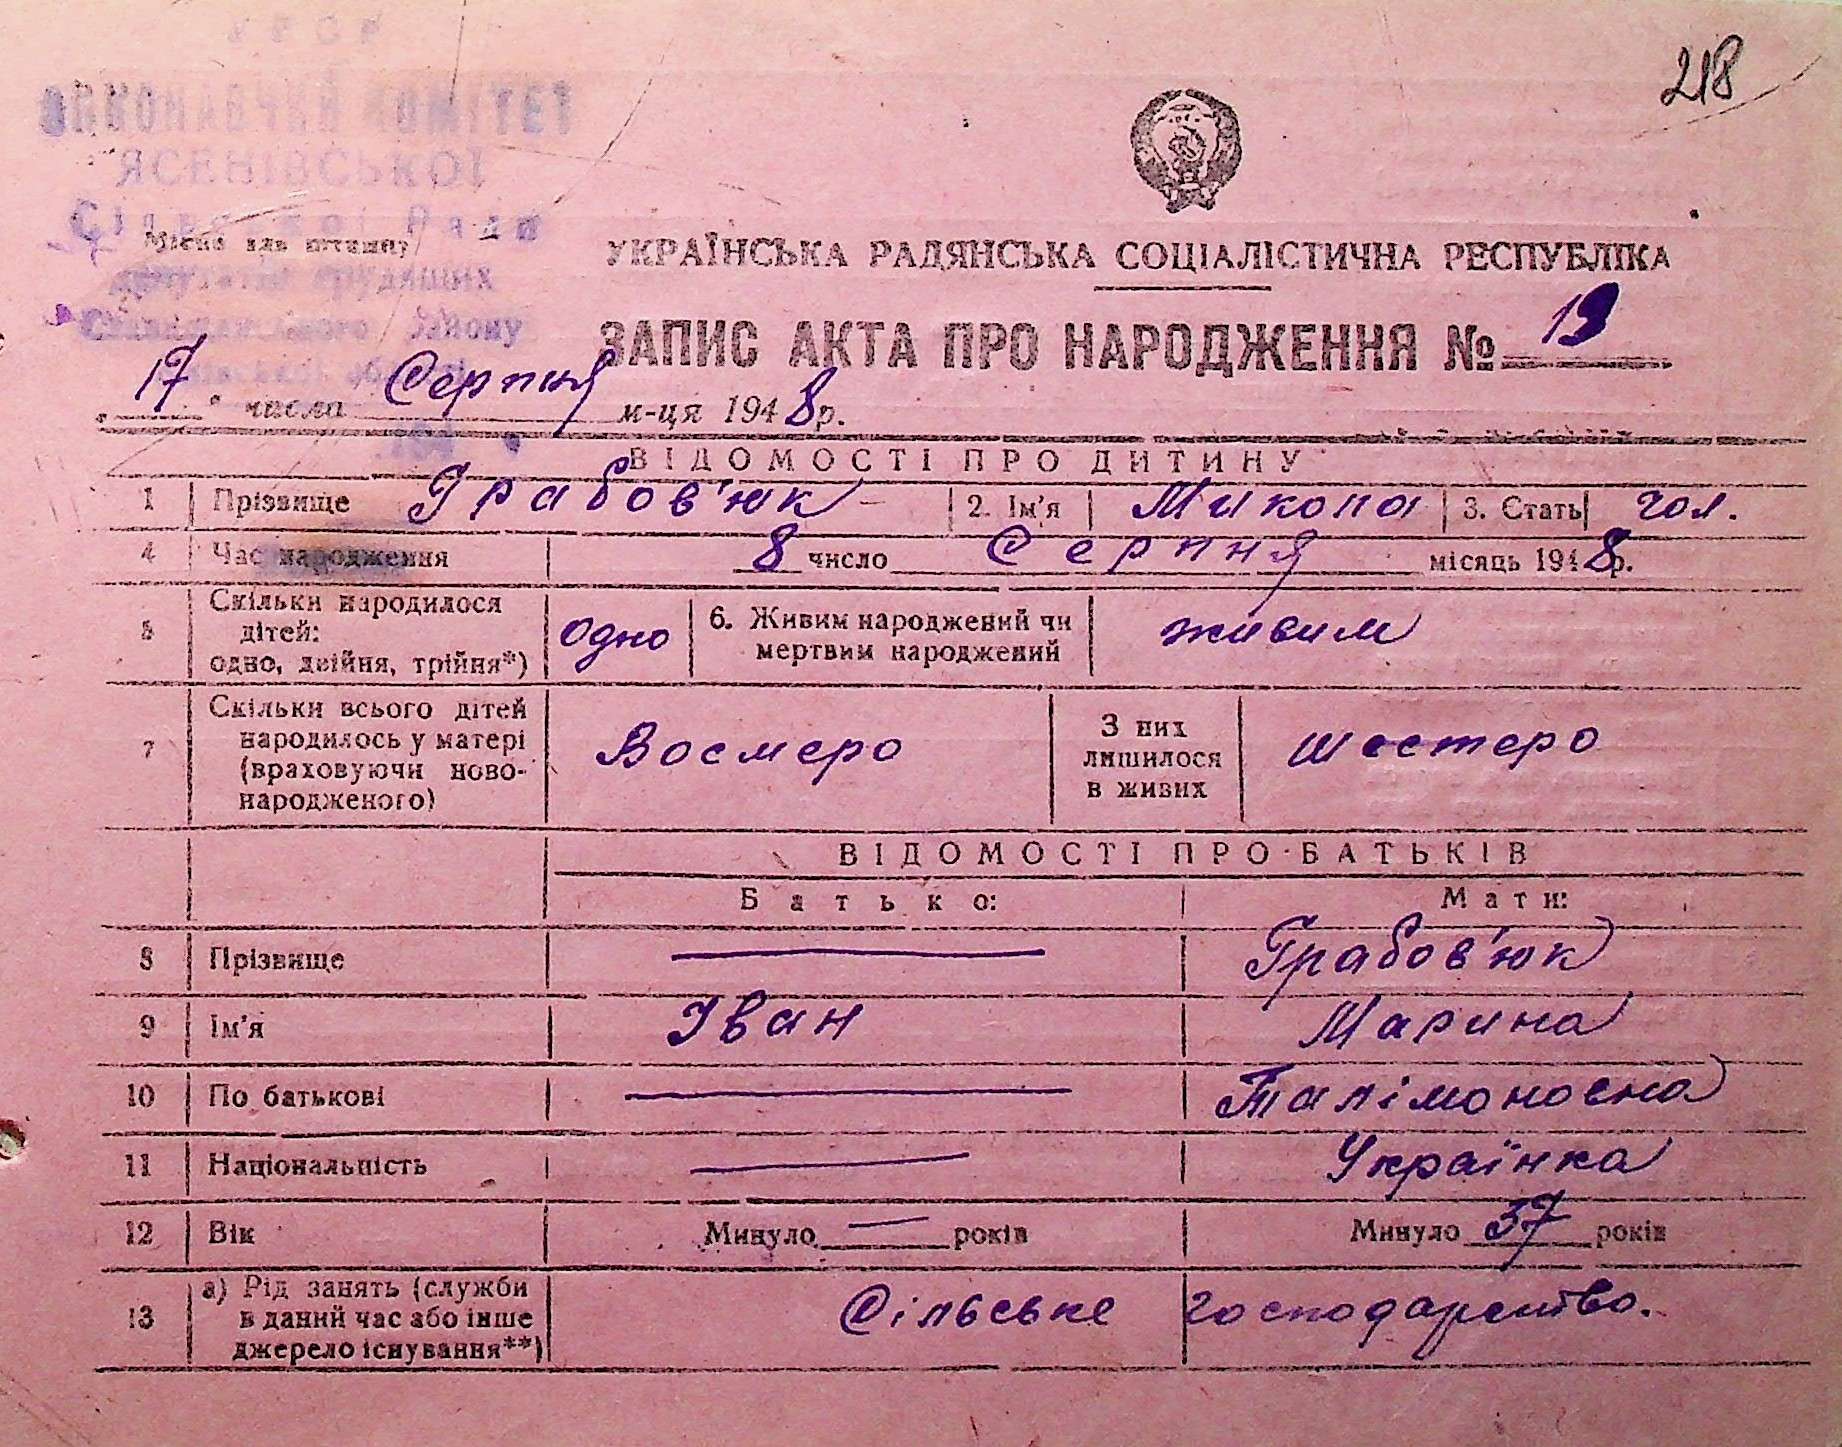 218
УРСР
ВИКОНАВЧИЙ КОМІТЕТ
ЯСЕНІВСЬКОЇ
Сільської Ради
Місце для штампу
депутатів трудящих
району
УКРАЇНСЬКА РАДЯНСЬКА СОЦІАЛІСТИЧНА РЕСПУБЛІКА
ЗАПИС АКТА ПРО НАРОДЖЕННЯ № 19
„17" числа Серпня м-ця 1948 р.
194
ВІДОМОСТІ ПРО ДИТИНУ
1 Прізвище Грабов'юк 2. Ім'я Микола 3. Стать чол.
4 Час народження 8 число Серпня місяць 1948 р.
5 Скільки народилося дітей: одно, двійня, трійня*) одно 6. Живим народжений чи мертвим народжений живим
7 Скільки всього дітей народилось у матері (враховуючи новонародженого) Восмеро З них лишилося в живих шестеро
ВІДОМОСТІ ПРО БАТЬКІВ
Батько: Мати:
8 Прізвище — Грабов'юк
9 Ім'я Іван Марина
10 По батькові — Талімоновна
11 Національність — Українка
12 Вік Минуло — років Минуло 37 років
13 а) Рід занять (служби в даний час або інше джерело існування**) Сільське господарство.